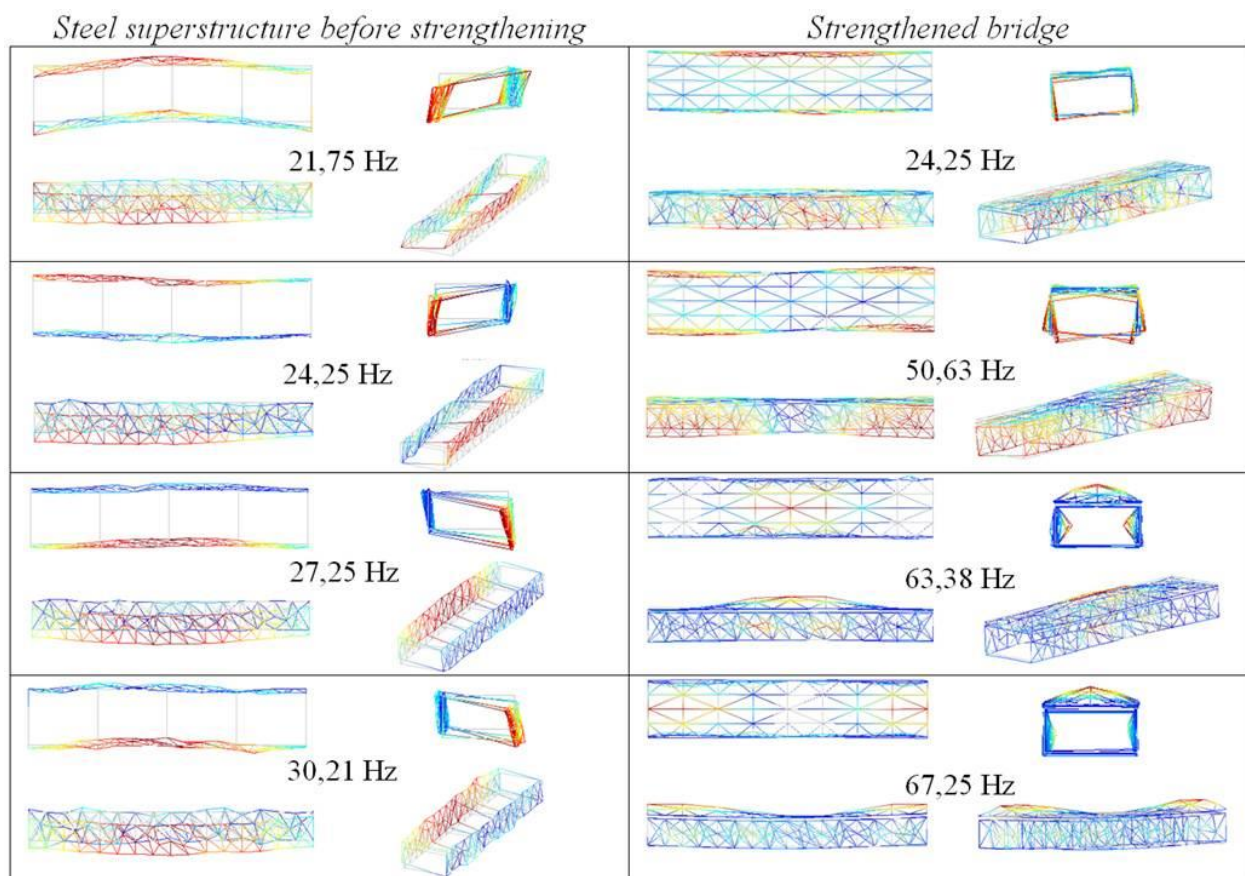 Steel superstructure before strengthening
Strengthened bridge
21,75 Hz
24,25 Hz
24,25 Hz
50,63 Hz
27,25 Hz
63,38 Hz
30,21 Hz
67,25 Hz